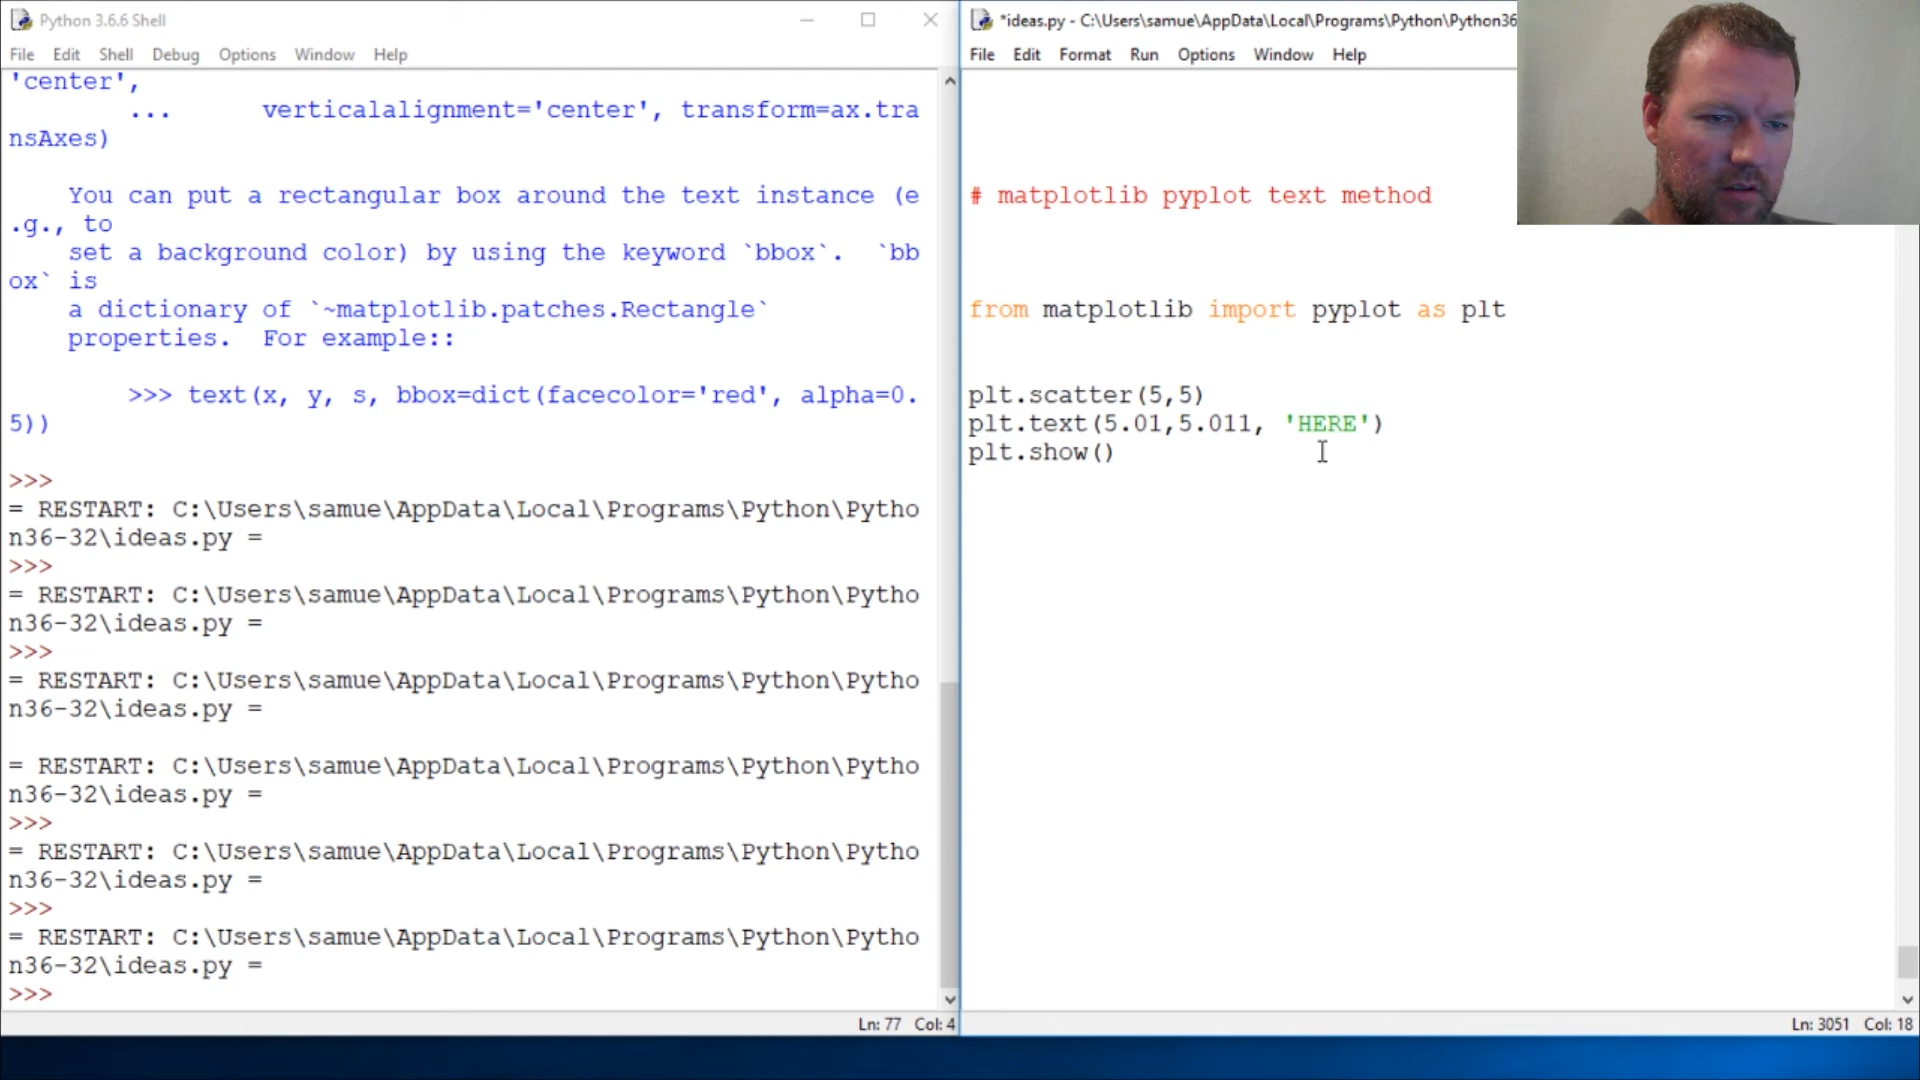 Python 3.6.6 Shell
File Edit Shell Debug Options Window Help
'center',
... verticalalignment='center', transform=ax.tra
nsAxes)
You can put a rectangular box around the text instance (e
.g., to
set a background color) by using the keyword `bbox`. `bb
ox` is
a dictionary of `~matplotlib.patches.Rectangle`
properties. For example::
>>> text(x, y, s, bbox=dict(facecolor='red', alpha=0.
5))
>>>
= RESTART: C:\Users\samue\AppData\Local\Programs\Python\Pytho
n36-32\ideas.py =
>>>
= RESTART: C:\Users\samue\AppData\Local\Programs\Python\Pytho
n36-32\ideas.py =
>>>
= RESTART: C:\Users\samue\AppData\Local\Programs\Python\Pytho
n36-32\ideas.py =
= RESTART: C:\Users\samue\AppData\Local\Programs\Python\Pytho
n36-32\ideas.py =
>>>
= RESTART: C:\Users\samue\AppData\Local\Programs\Python\Pytho
n36-32\ideas.py =
>>>
= RESTART: C:\Users\samue\AppData\Local\Programs\Python\Pytho
n36-32\ideas.py =
>>>
Ln: 77 Col: 4
*ideas.py - C:\Users\samue\AppData\Local\Programs\Python\Python36
File Edit Format Run Options Window Help
# matplotlib pyplot text method
from matplotlib import pyplot as plt
plt.scatter(5,5)
plt.text(5.01,5.011, 'HERE')
plt.show()
Ln: 3051 Col: 18